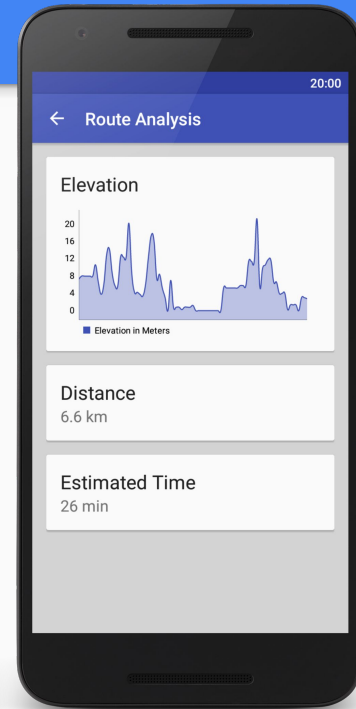 20:00
Route Analysis
Elevation
20
16
12
8
4
0
Elevation in Meters
Distance
6.6 km
Estimated Time
26 min